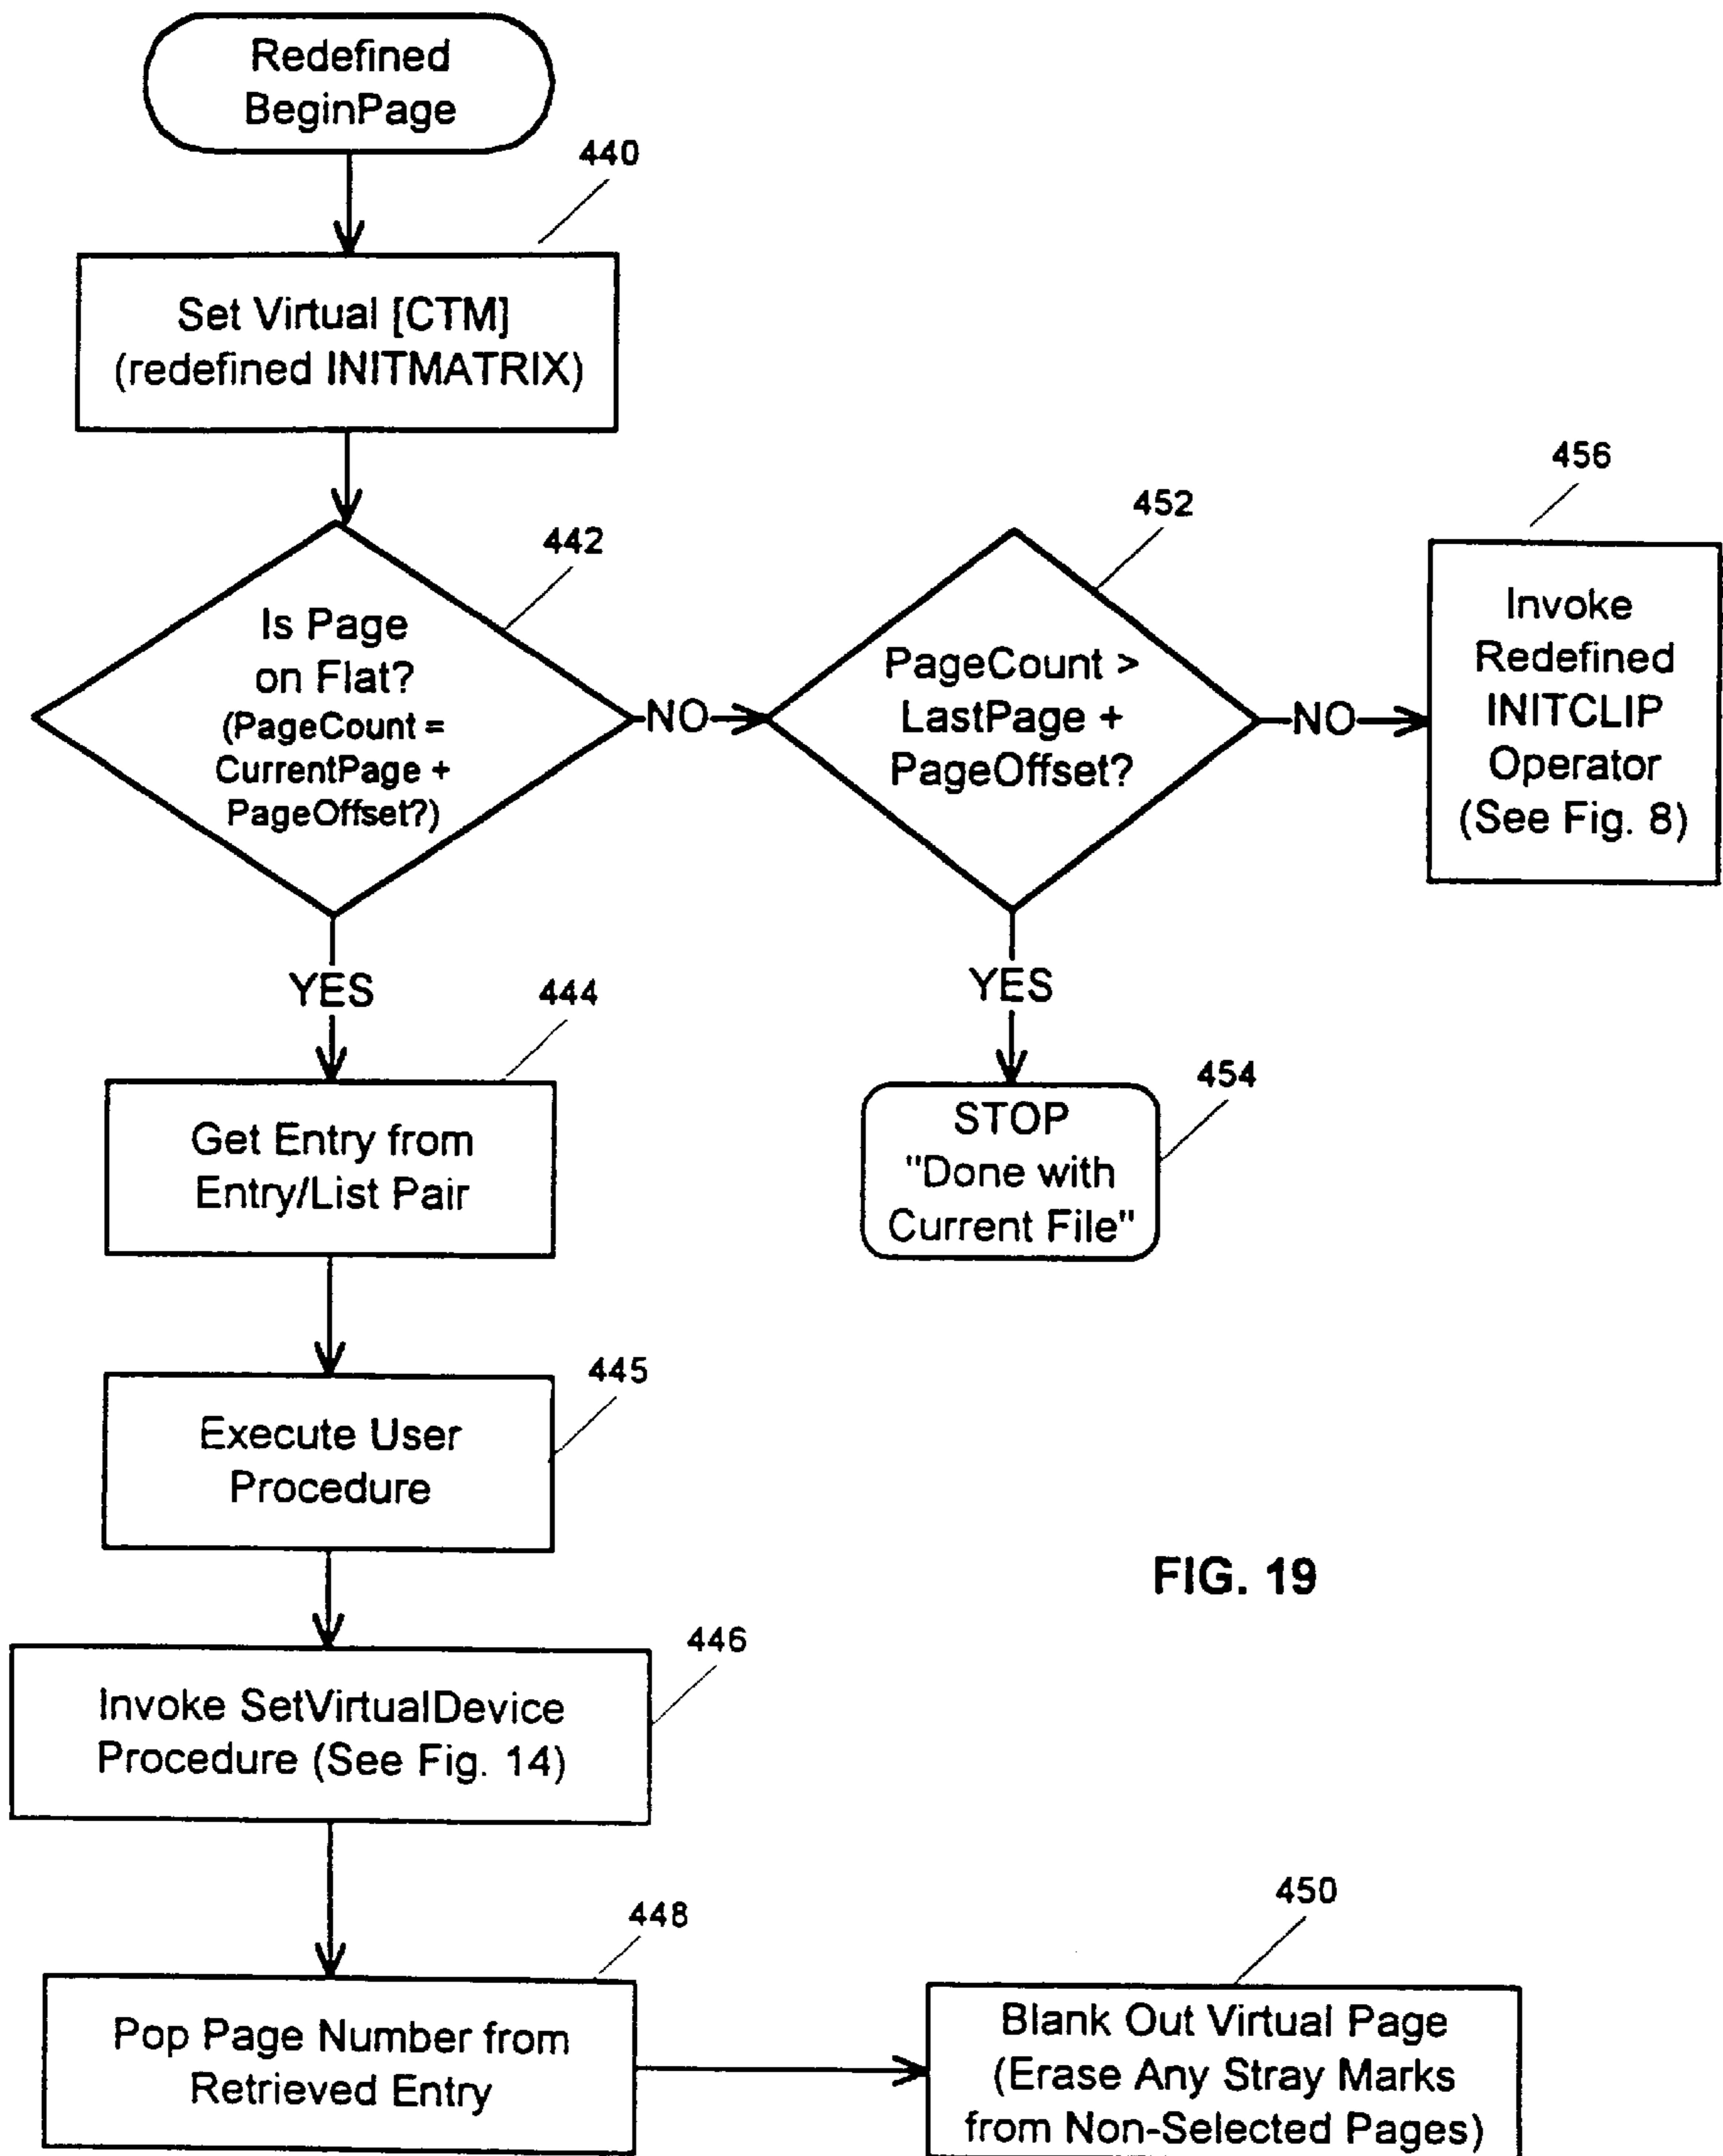 Redefined
BeginPage
440
Set Virtual [CTM]
(redefined INITMATRIX)
442
Is Page
on Flat?
(PageCount =
CurrentPage +
PageOffset?)
NO
452
PageCount >
LastPage +
PageOffset?
NO
456
Invoke
Redefined
INITCLIP
Operator
(See Fig. 8)
YES
YES
444
Get Entry from
Entry/List Pair
454
STOP
"Done with
Current File"
445
Execute User
Procedure
FIG. 19
446
Invoke SetVirtualDevice
Procedure (See Fig. 14)
448
Pop Page Number from
Retrieved Entry
450
Blank Out Virtual Page
(Erase Any Stray Marks
from Non-Selected Pages)